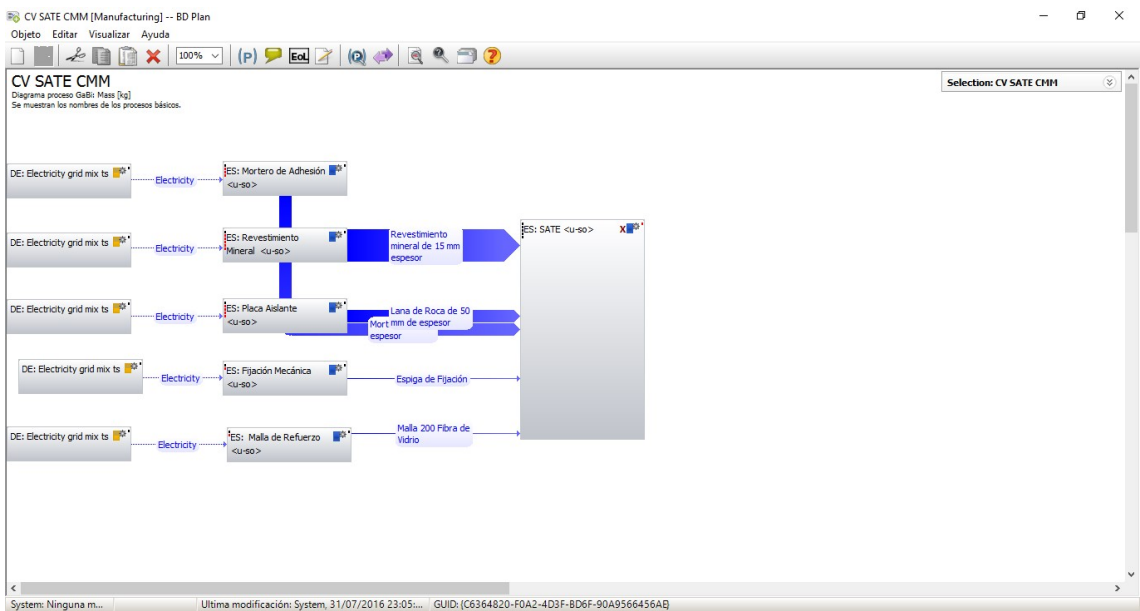 CV SATE CMM [Manufacturing] -- BD Plan
Objeto Editar Visualizar Ayuda
100% (P) EoL
CV SATE CMM
Diagrama proceso GaBi: Mass [kg]
Se muestran los nombres de los procesos básicos.
Selection: CV SATE CMM
DE: Electricity grid mix ts
Electricity
ES: Mortero de Adhesión
<u-so>
DE: Electricity grid mix ts
Electricity
ES: Revestimiento
Mineral <u-so>
Revestimiento
mineral de 15 mm
espesor
ES: SATE <u-so>
X
DE: Electricity grid mix ts
Electricity
ES: Placa Aislante
<u-so>
Lana de Roca de 50
mm de espesor
Mort
espesor
DE: Electricity grid mix ts
Electricity
ES: Fijación Mecánica
<u-so>
Espiga de Fijación
DE: Electricity grid mix ts
Electricity
ES: Malla de Refuerzo
<u-so>
Malla 200 Fibra de
Vidrio
System: Ninguna m...
Ultima modificación: System, 31/07/2016 23:05:...
GUID: {C6364820-F0A2-4D3F-BD6F-90A9566456AE}